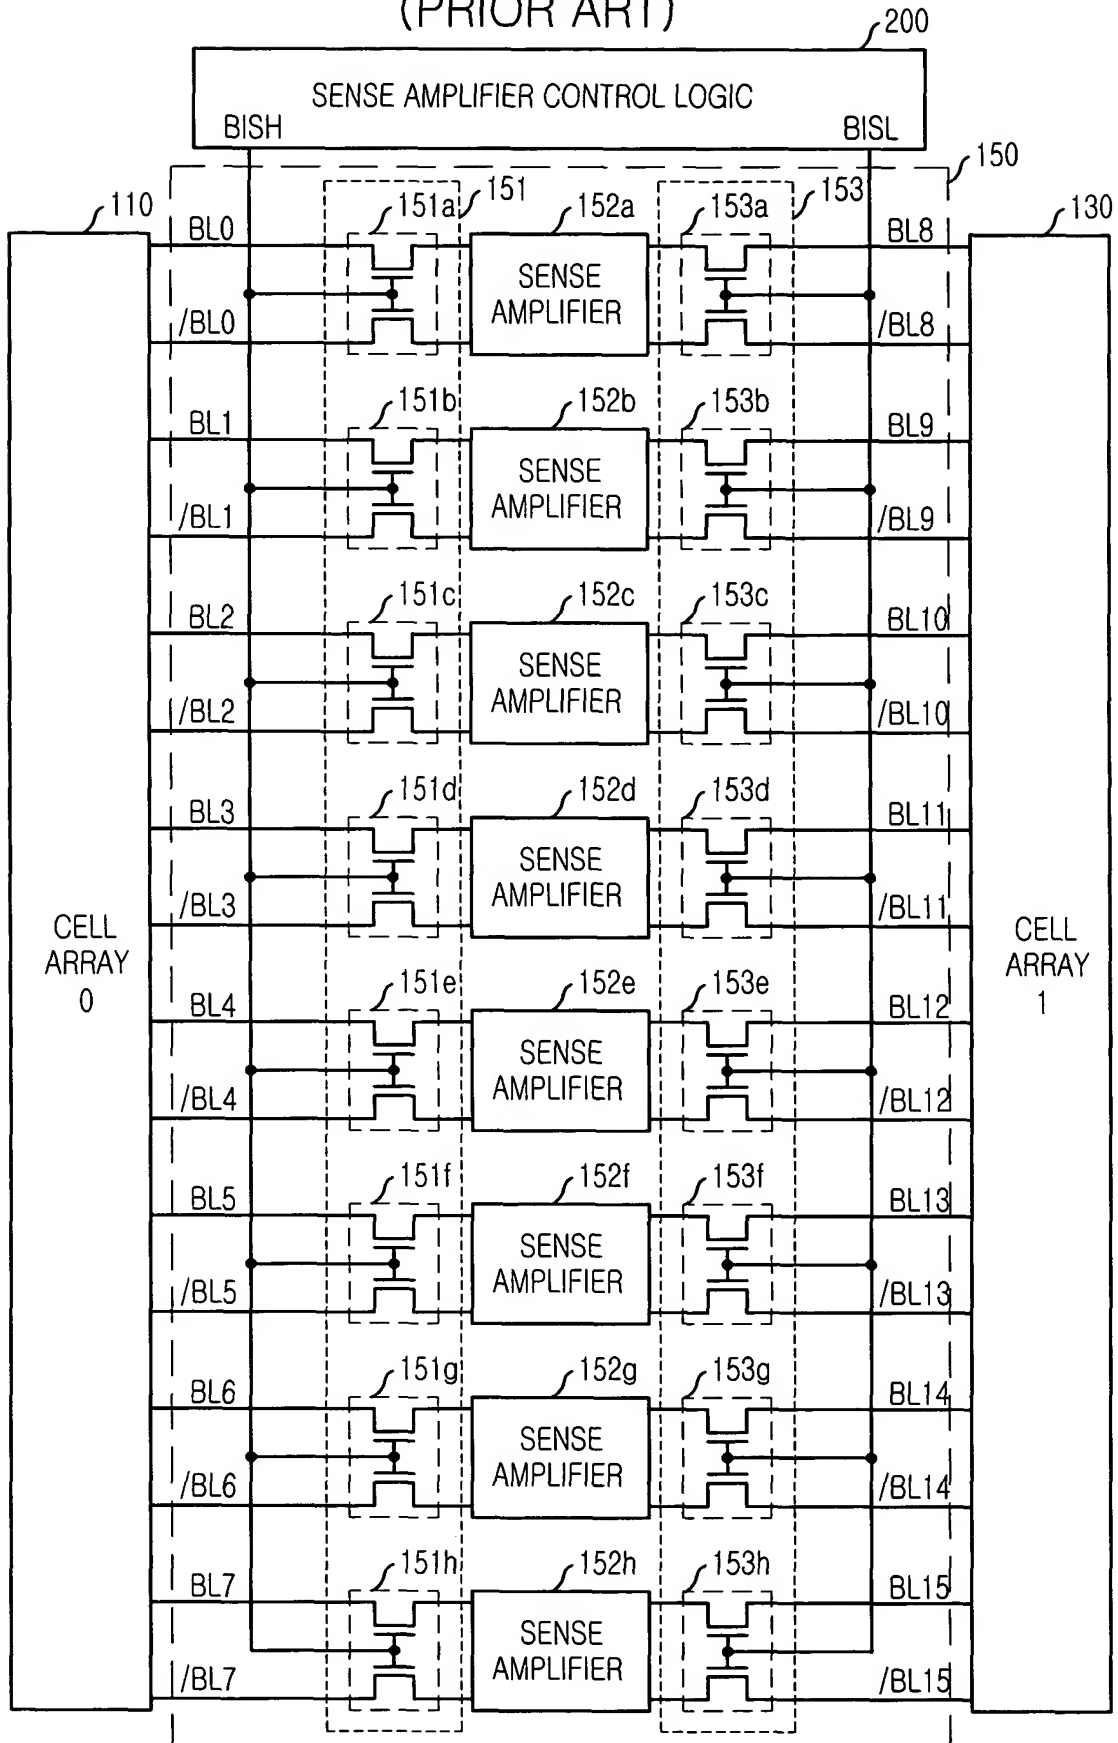 (PRIOR ART)
200
SENSE AMPLIFIER CONTROL LOGIC
BISH BISL
150
110 151a 151 152a 153a 153 130
BL0 BL8
SENSE
AMPLIFIER
/BL0 /BL8
151b 152b 153b
BL1 BL9
SENSE
AMPLIFIER
/BL1 /BL9
151c 152c 153c
BL2 BL10
SENSE
AMPLIFIER
/BL2 /BL10
151d 152d 153d
BL3 BL11
SENSE
AMPLIFIER
/BL3 /BL11
CELL
ARRAY
0
CELL
ARRAY
1
151e 152e 153e
BL4 BL12
SENSE
AMPLIFIER
/BL4 /BL12
151f 152f 153f
BL5 BL13
SENSE
AMPLIFIER
/BL5 /BL13
151g 152g 153g
BL6 BL14
SENSE
AMPLIFIER
/BL6 /BL14
151h 152h 153h
BL7 BL15
SENSE
AMPLIFIER
/BL7 /BL15